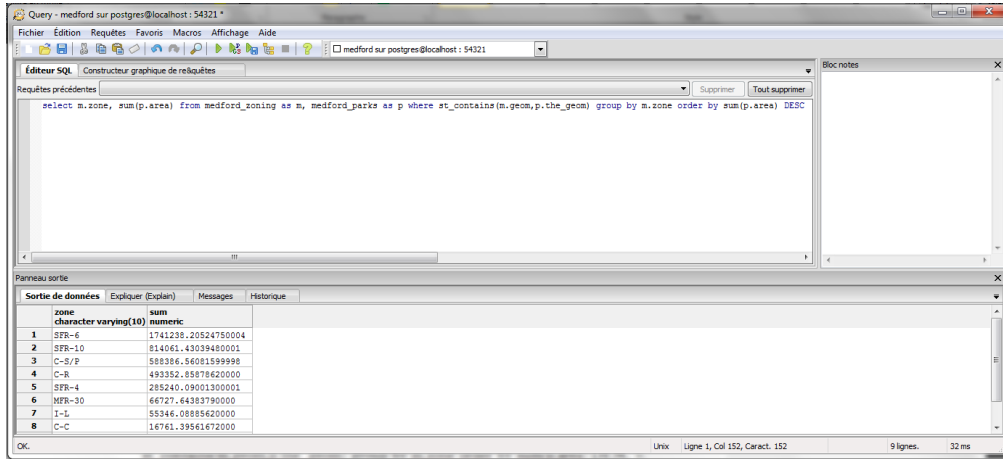 Query - medford sur postgres@localhost : 54321 *
Fichier Édition Requêtes Favoris Macros Affichage Aide
medford sur postgres@localhost : 54321
Éditeur SQL Constructeur graphique de re&quêtes
Bloc notes
Requêtes précédentes Supprimer Tout supprimer
select m.zone, sum(p.area) from medford_zoning as m, medford_parks as p where st_contains(m.geom,p.the_geom) group by m.zone order by sum(p.area) DESC
Panneau sortie
Sortie de données Expliquer (Explain) Messages Historique
zone sum
character varying(10) numeric
1 SFR-6 1741238.20524750004
2 SFR-10 814061.43039480001
3 C-S/P 588386.56081599998
4 C-R 493352.85878620000
5 SFR-4 285240.09001300001
6 MFR-30 66727.64383790000
7 I-L 55346.08885620000
8 C-C 16761.39561672000
OK. Unix Ligne 1, Col 152, Caract. 152 9 lignes. 32 ms